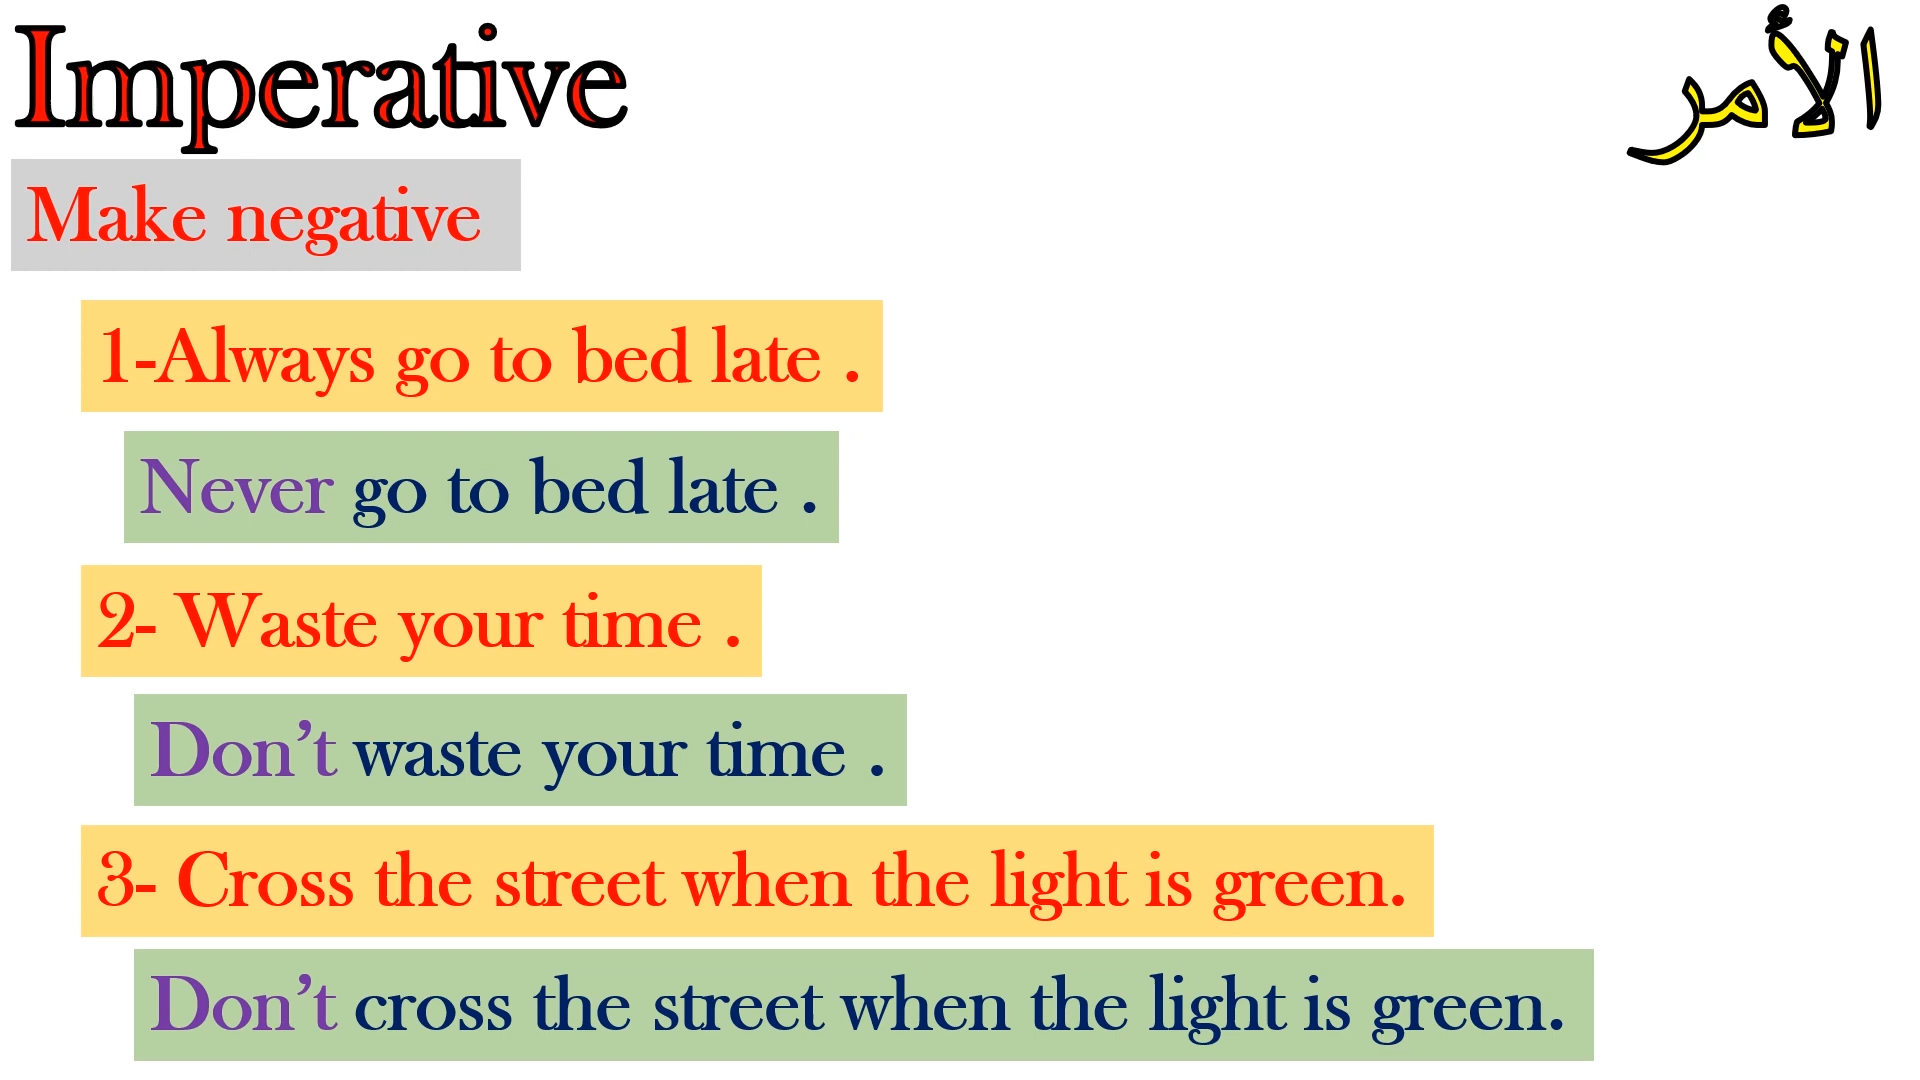 Imperative
الأمر
Make negative
1-Always go to bed late .
Never go to bed late .
2- Waste your time .
Don’t waste your time .
3- Cross the street when the light is green.
Don’t cross the street when the light is green.